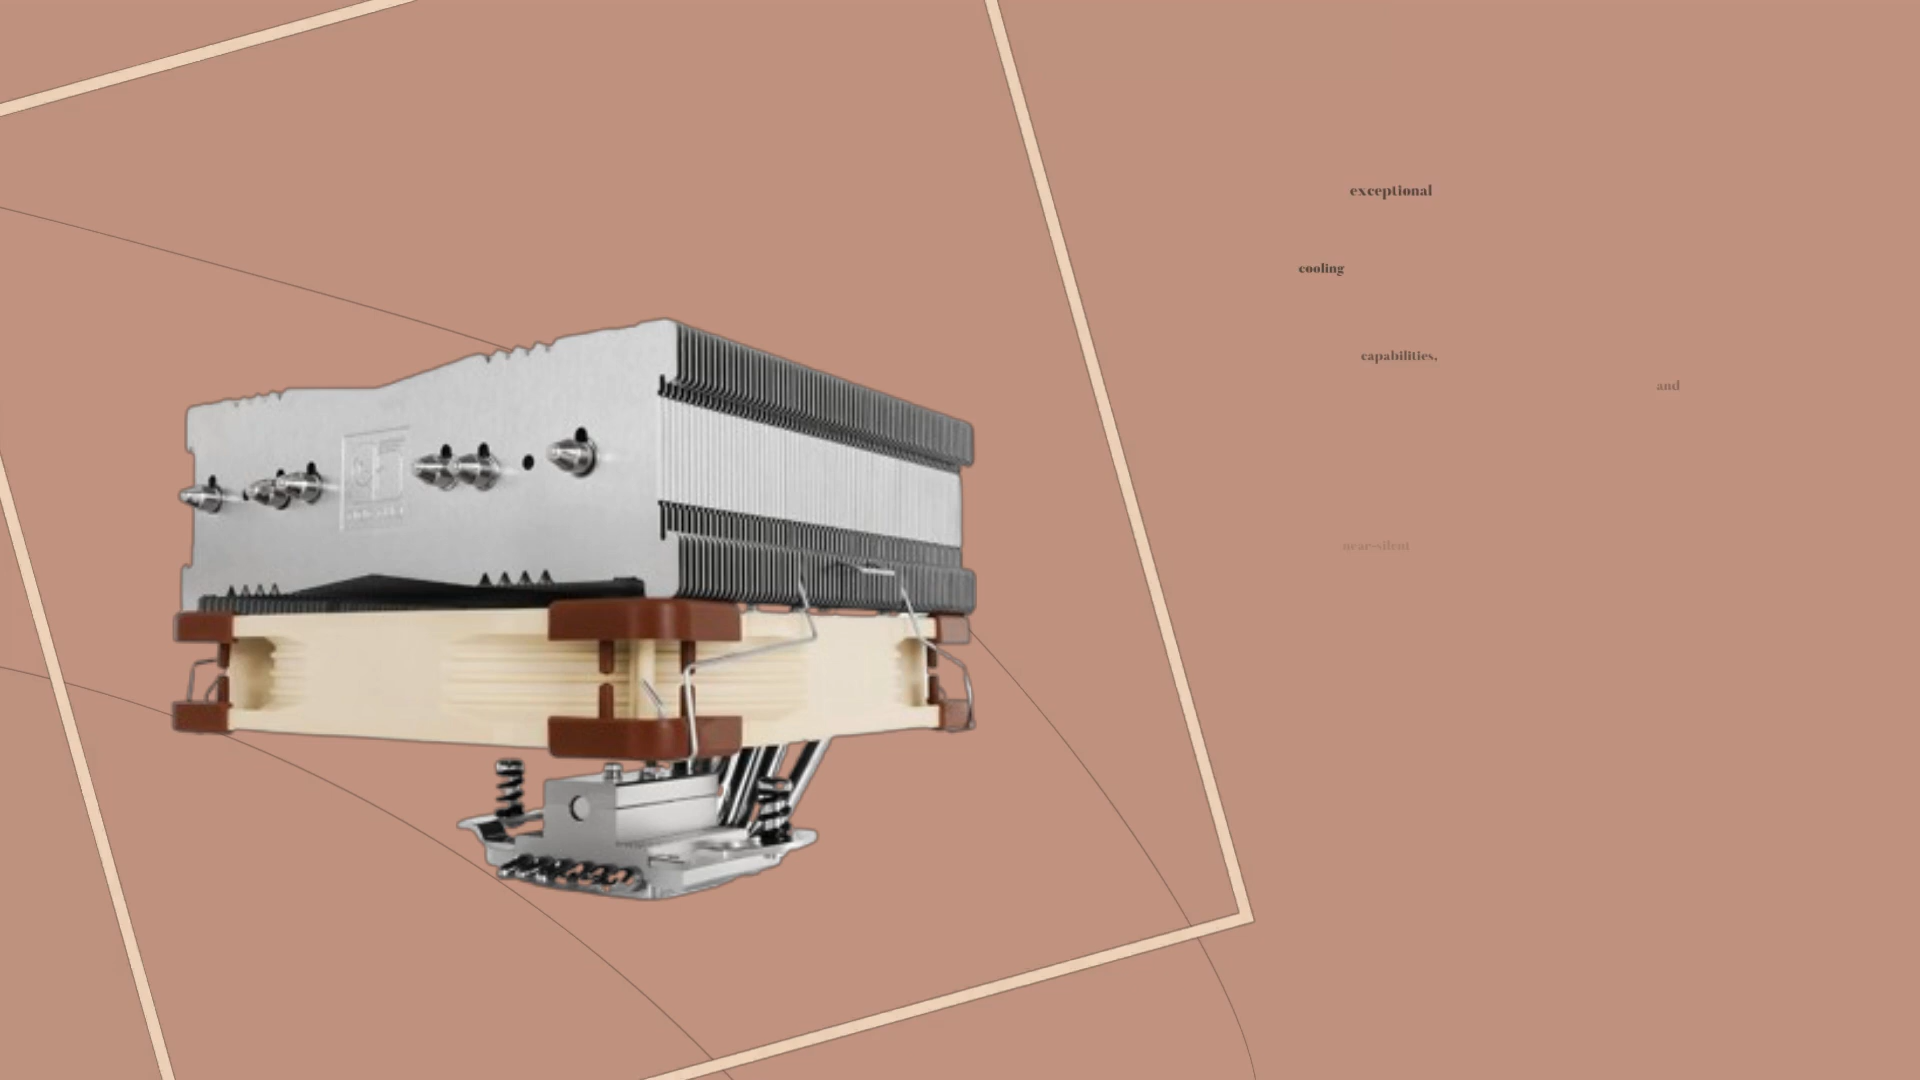 exceptional
cooling
capabilities,
and
near-silent